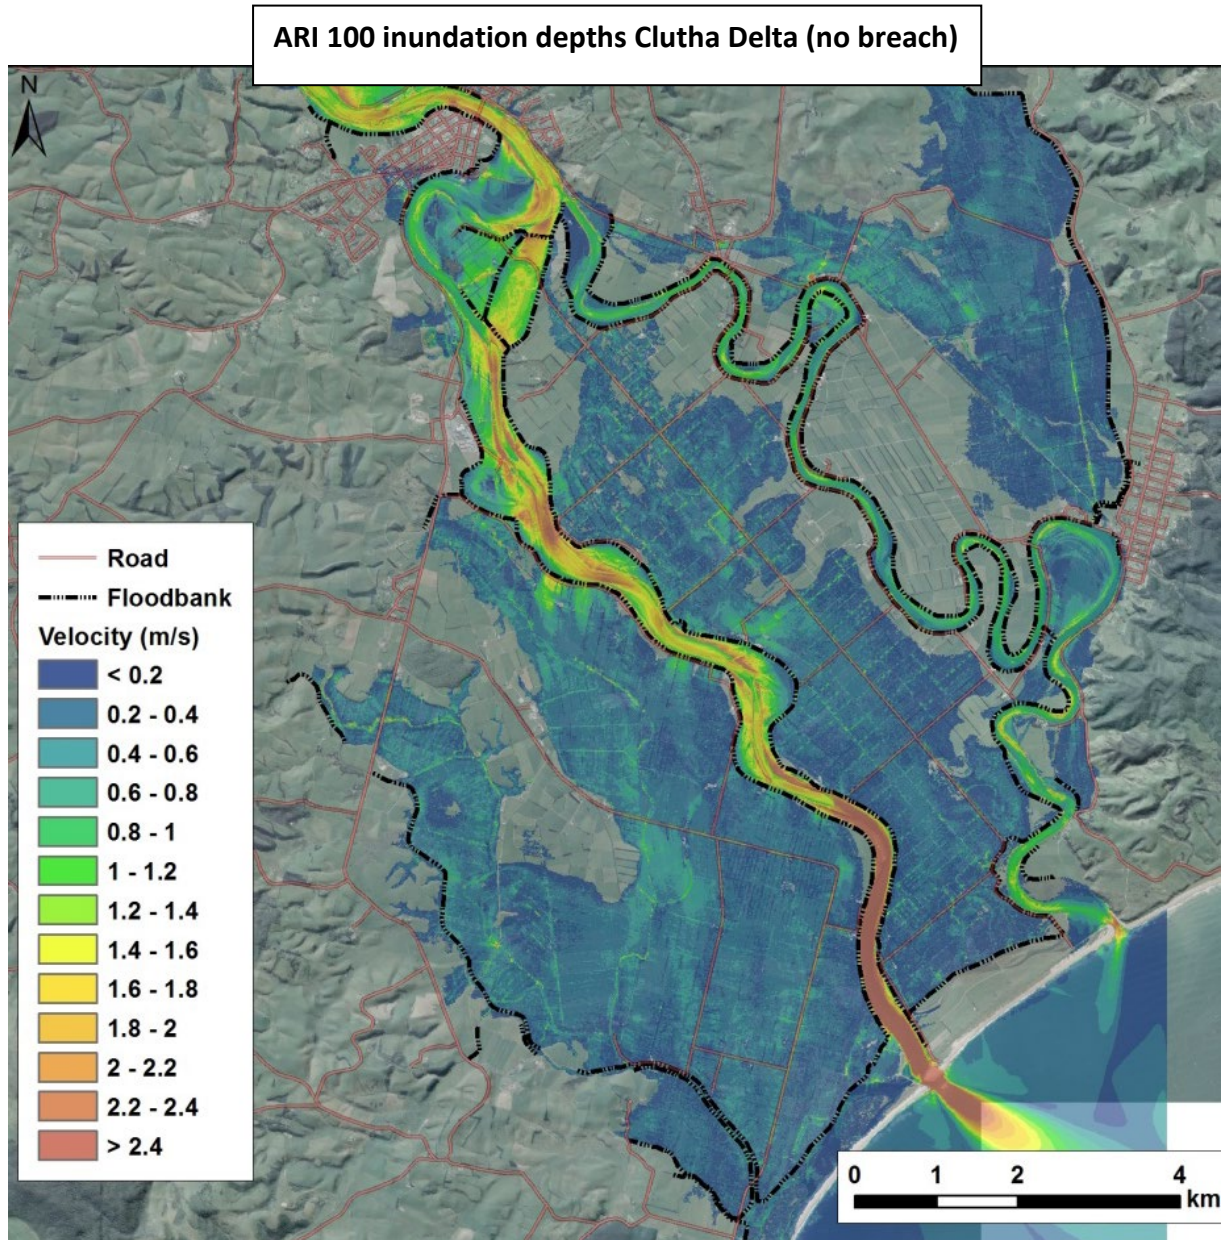 ARI 100 inundation depths Clutha Delta (no breach)
N
Road
Floodbank
Velocity (m/s)
< 0.2
0.2 - 0.4
0.4 - 0.6
0.6 - 0.8
0.8 - 1
1 - 1.2
1.2 - 1.4
1.4 - 1.6
1.6 - 1.8
1.8 - 2
2 - 2.2
2.2 - 2.4
> 2.4
0 1 2 4
km